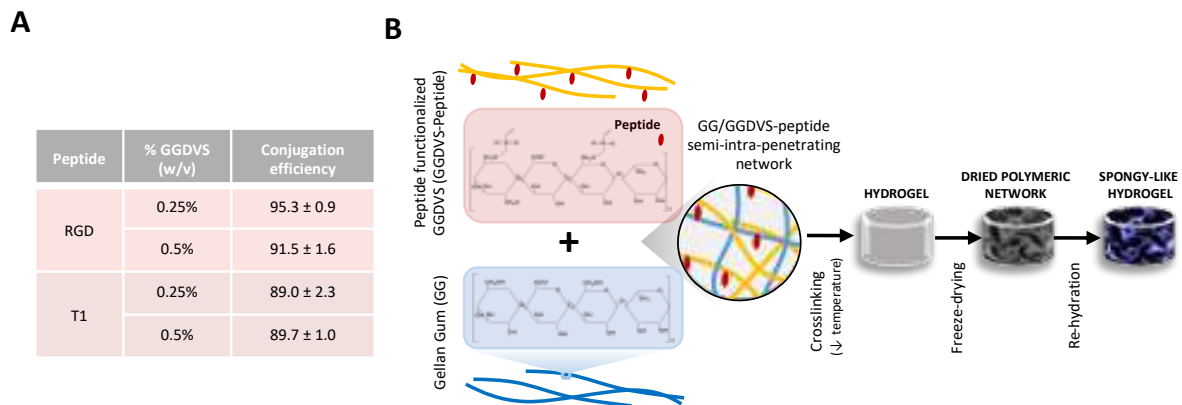 A
Peptide
% GGDVS
(w/v)
Conjugation
efficiency
RGD
0.25%
95.3 ± 0.9
0.5%
91.5 ± 1.6
T1
0.25%
89.0 ± 2.3
0.5%
89.7 ± 1.0
B
Peptide functionalized
GGDVS (GGDVS-Peptide)
Peptide
+
Gellan Gum (GG)
GG/GGDVS-peptide
semi-intra-penetrating
network
Crosslinking
(↓ temperature)
HYDROGEL
Freeze-drying
DRIED POLYMERIC
NETWORK
Re-hydration
SPONGY-LIKE
HYDROGEL